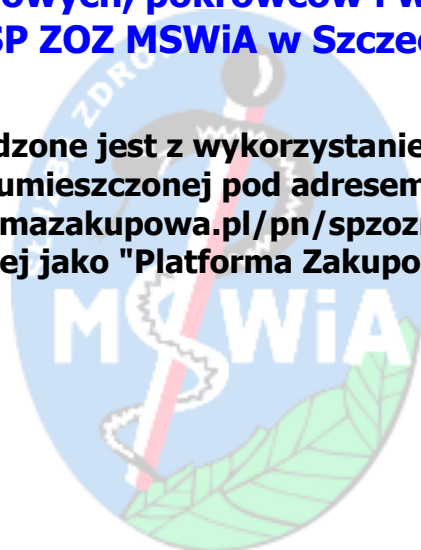 owych, pokrowców i w
SP ZOZ MSWiA w Szczec
dzone jest z wykorzystanie
umieszczonej pod adresem
mazakupowa.pl/pn/spzozn
ej jako "Platforma Zakupo
MSWiA